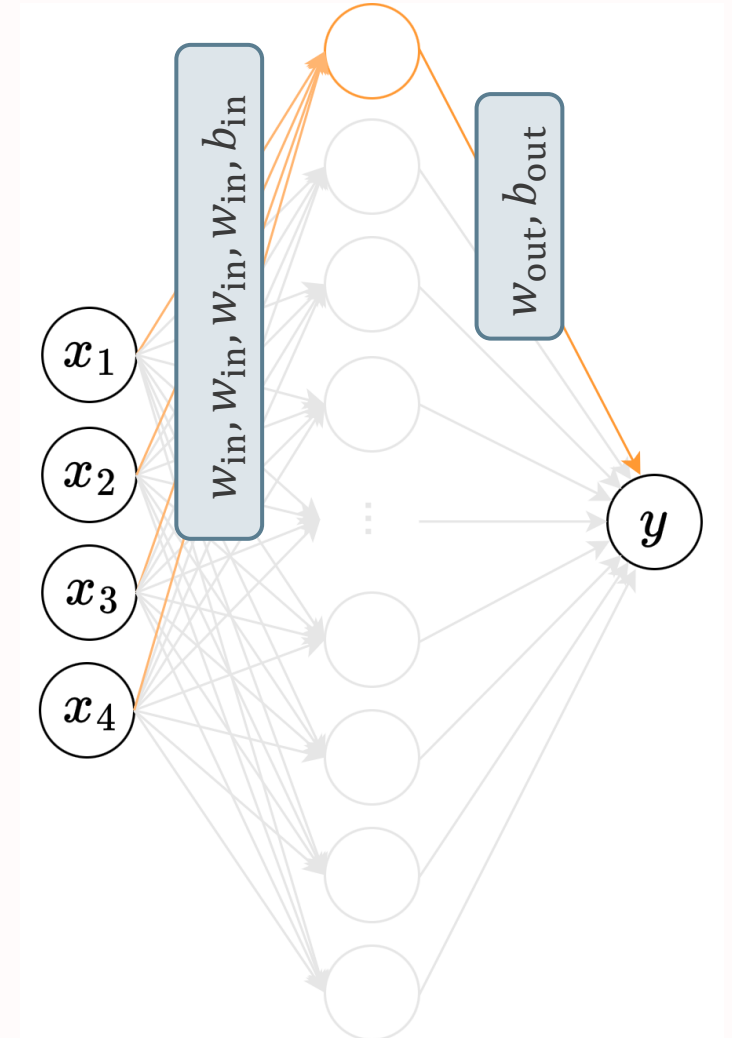 w_in, w_in, w_in, w_in, b_in
w_out, b_out
x_1
x_2
x_3
x_4
⋮
y